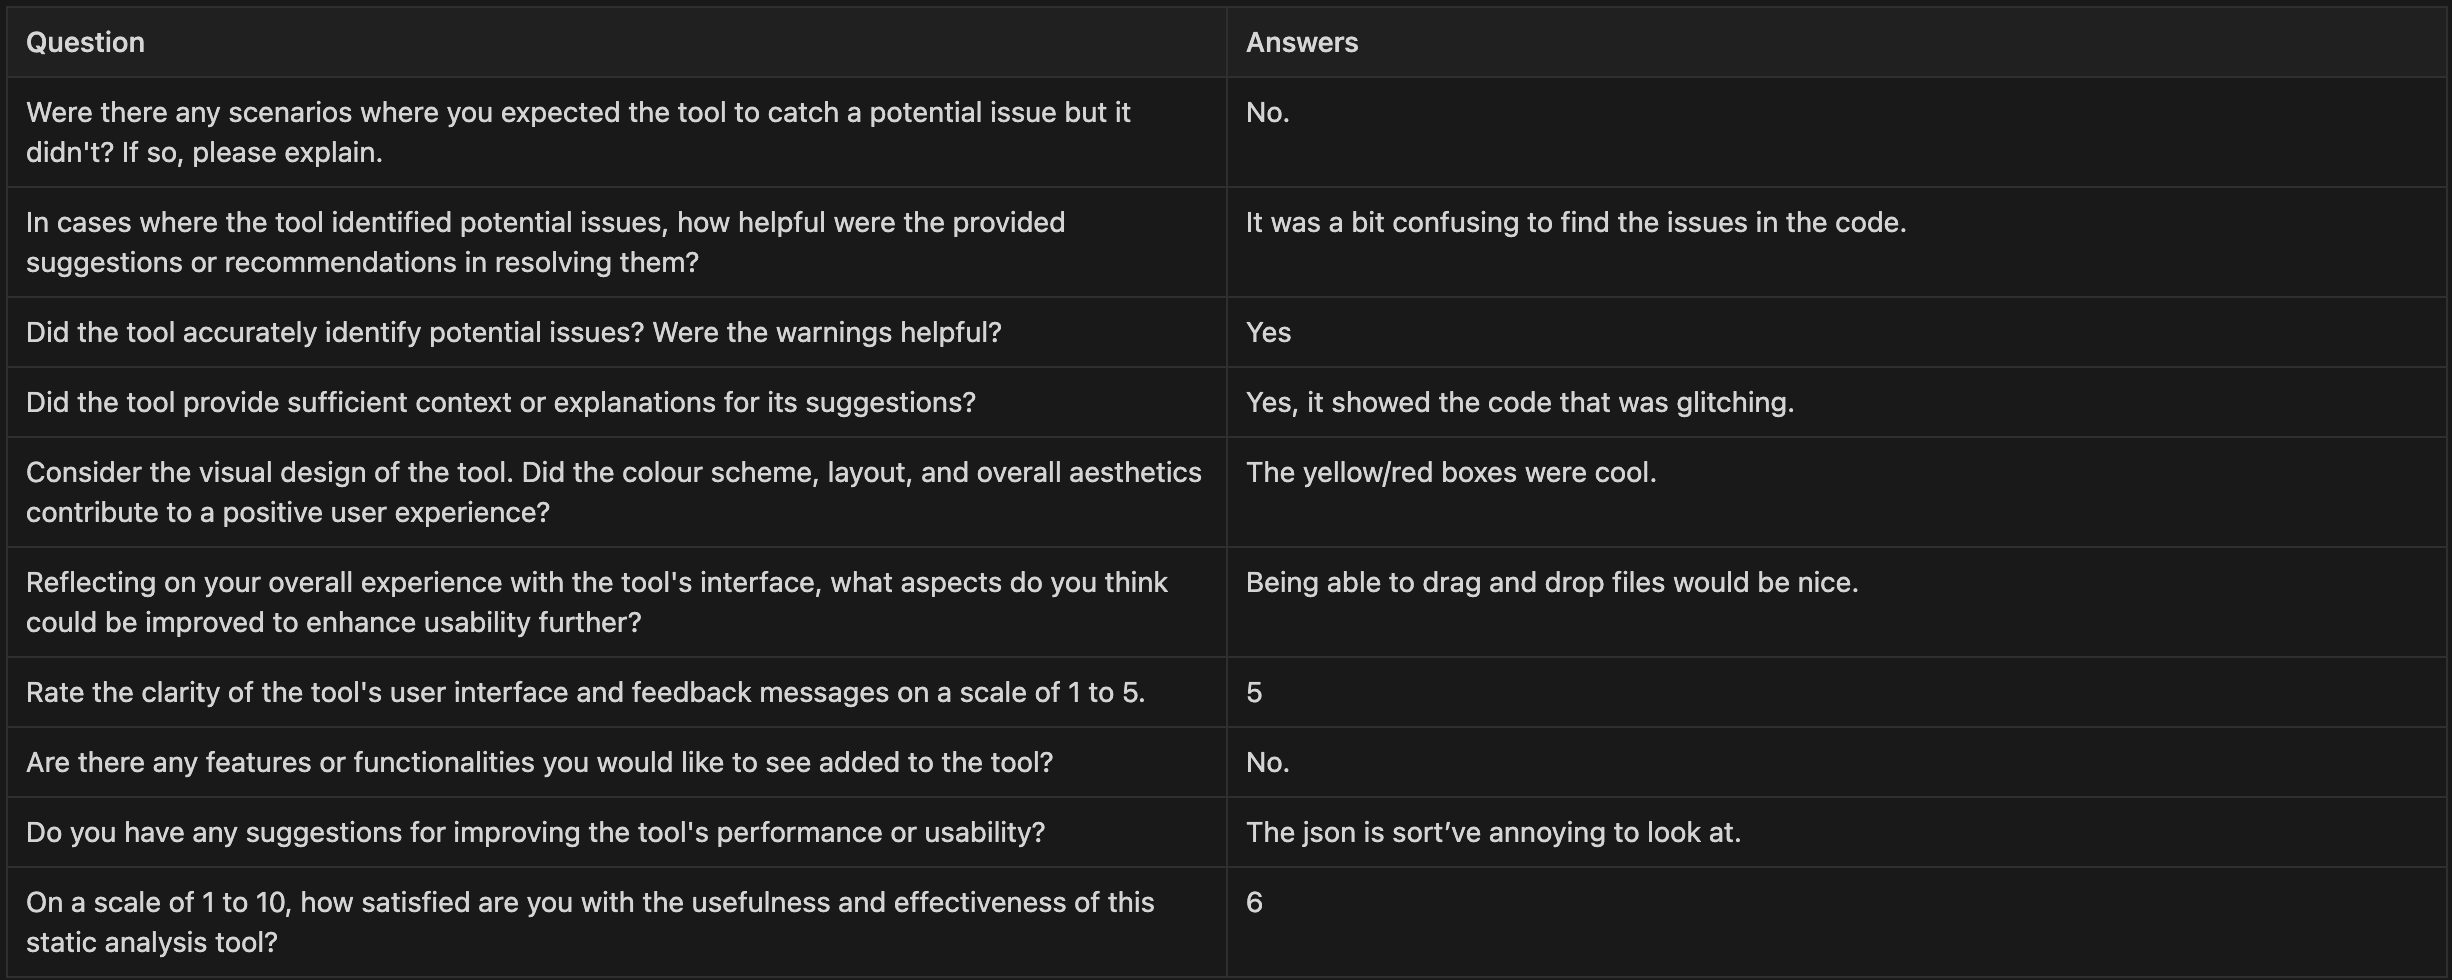 Question
Answers
Were there any scenarios where you expected the tool to catch a potential issue but it
didn't? If so, please explain.
No.
In cases where the tool identified potential issues, how helpful were the provided
suggestions or recommendations in resolving them?
It was a bit confusing to find the issues in the code.
Did the tool accurately identify potential issues? Were the warnings helpful?
Yes
Did the tool provide sufficient context or explanations for its suggestions?
Yes, it showed the code that was glitching.
Consider the visual design of the tool. Did the colour scheme, layout, and overall aesthetics
contribute to a positive user experience?
The yellow/red boxes were cool.
Reflecting on your overall experience with the tool's interface, what aspects do you think
could be improved to enhance usability further?
Being able to drag and drop files would be nice.
Rate the clarity of the tool's user interface and feedback messages on a scale of 1 to 5.
5
Are there any features or functionalities you would like to see added to the tool?
No.
Do you have any suggestions for improving the tool's performance or usability?
The json is sort’ve annoying to look at.
On a scale of 1 to 10, how satisfied are you with the usefulness and effectiveness of this
static analysis tool?
6